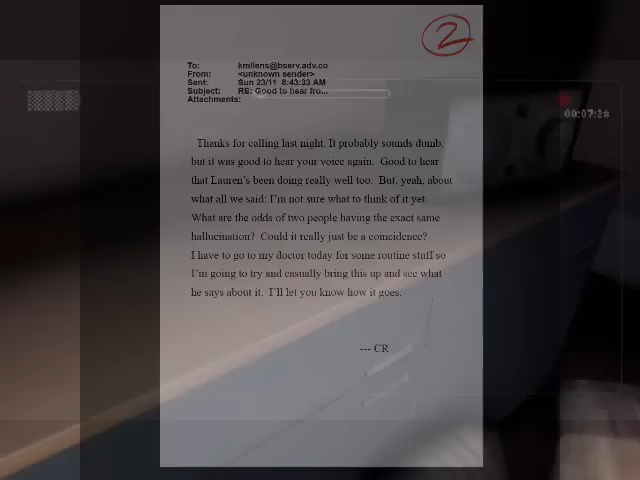 2
To: kmliens@bserv.adv.co
From: <unknown sender>
Sent: Sun 23/11 8:43:33 AM
Subject: RE: Good to hear fro...
Attachments:
00:07:28
Thanks for calling last night. It probably sounds dumb,
but it was good to hear your voice again. Good to hear
that Lauren's been doing really well too. But, yeah, about
what all we said: I'm not sure what to think of it yet.
What are the odds of two people having the exact same
hallucination? Could it really just be a coincidence?
I have to go to my doctor today for some routine stuff so
I'm going to try and casually bring this up and see what
he says about it. I'll let you know how it goes.
--- CR